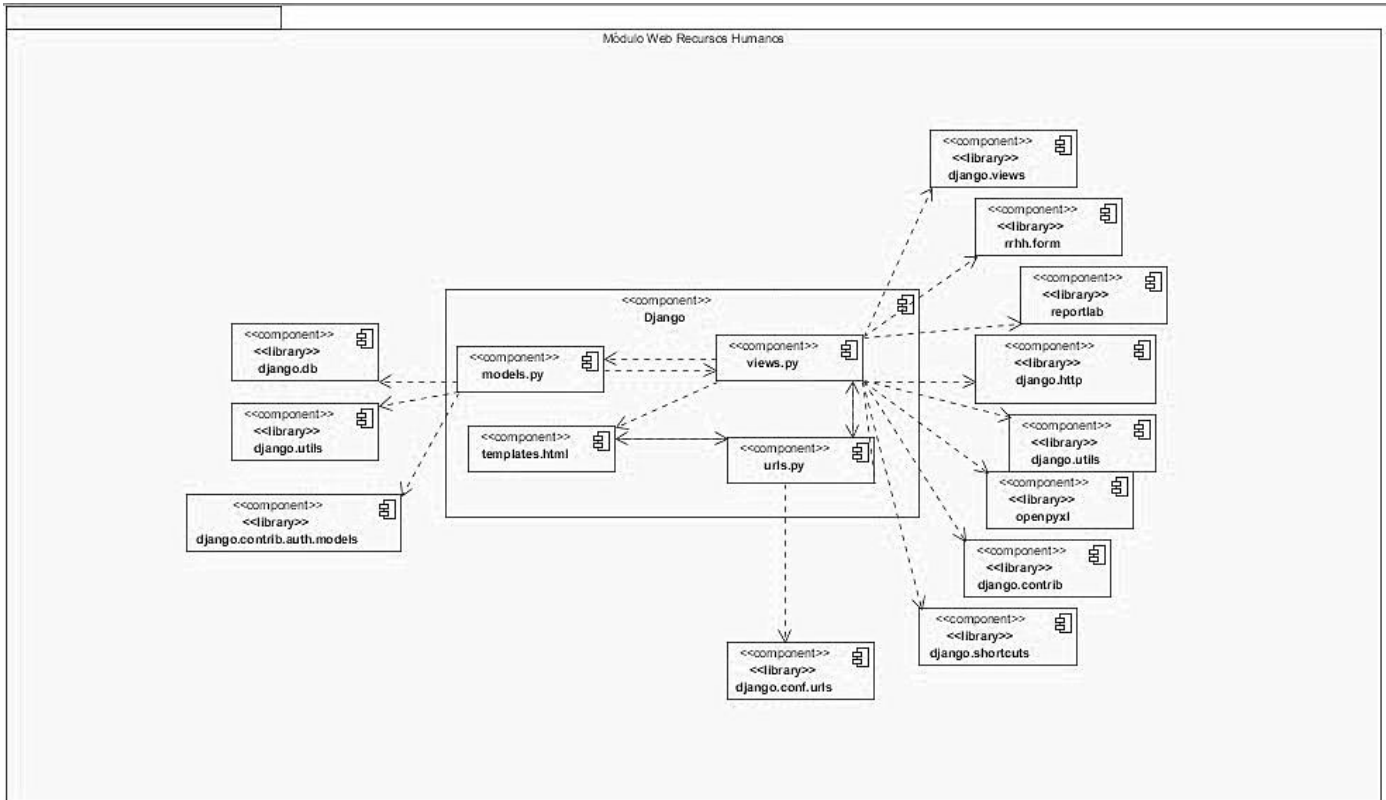 Módulo Web Recursos Humanos
<<component>>
<<library>>
django.views
<<component>>
<<library>>
rrhh.form
<<component>>
<<library>>
reportlab
<<component>>
Django
<<component>>
<<library>>
django.db
<<component>>
models.py
<<component>>
views.py
<<component>>
<<library>>
django.http
<<component>>
<<library>>
django.utils
<<component>>
templates.html
<<component>>
urls.py
<<component>>
<<library>>
django.utils
<<component>>
<<library>>
openpyxl
<<component>>
<<library>>
django.contrib.auth.models
<<component>>
<<library>>
django.contrib
<<component>>
<<library>>
django.shortcuts
<<component>>
<<library>>
django.conf.urls